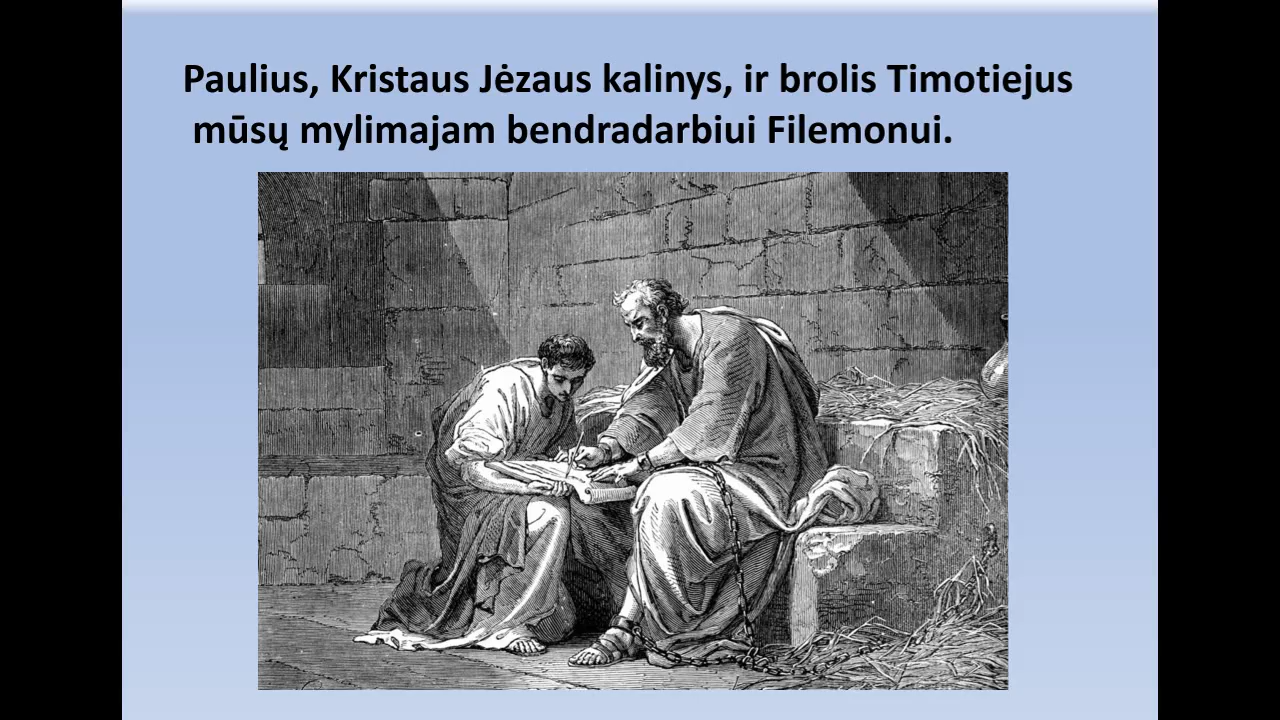 Paulius, Kristaus Jėzaus kalinys, ir brolis Timotiejus
mūsų mylimajam bendradarbiui Filemonui.